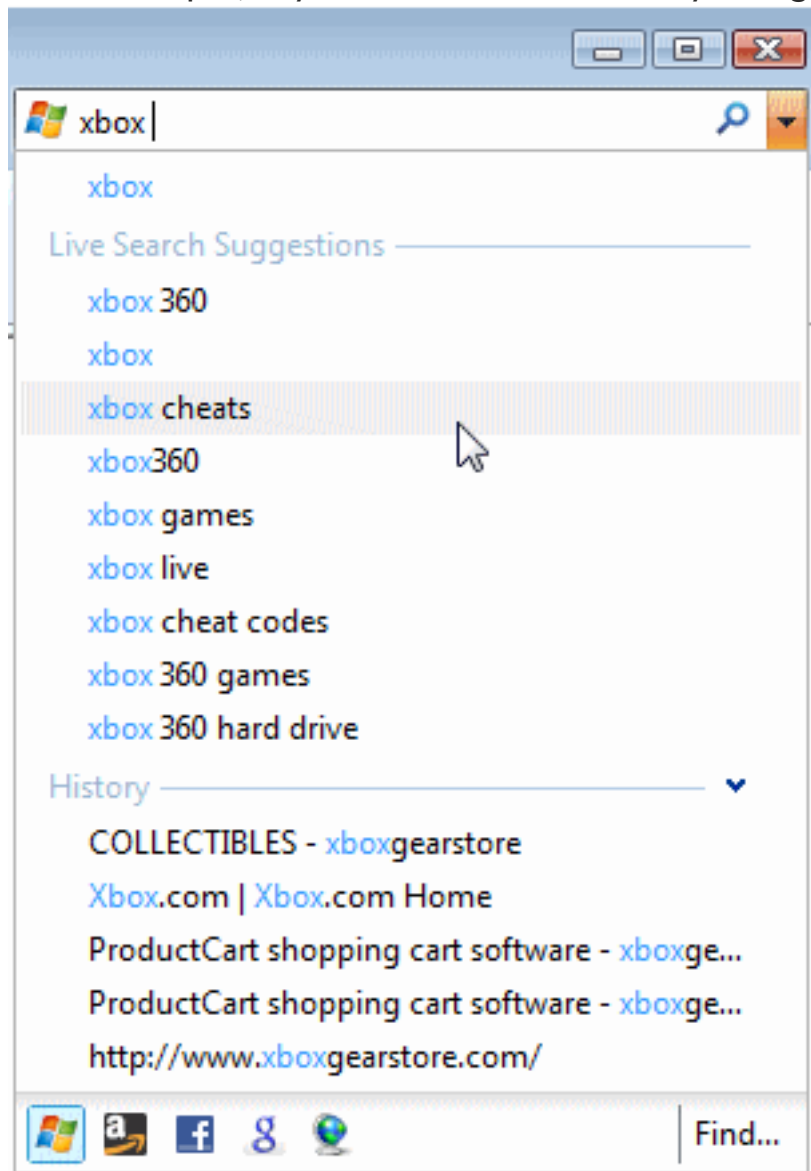 xbox
xbox
Live Search Suggestions
xbox 360
xbox
xbox cheats
xbox360
xbox games
xbox live
xbox cheat codes
xbox 360 games
xbox 360 hard drive
History
COLLECTIBLES - xboxgearstore
Xbox.com | Xbox.com Home
ProductCart shopping cart software - xboxge...
ProductCart shopping cart software - xboxge...
http://www.xboxgearstore.com/
a f g Find...